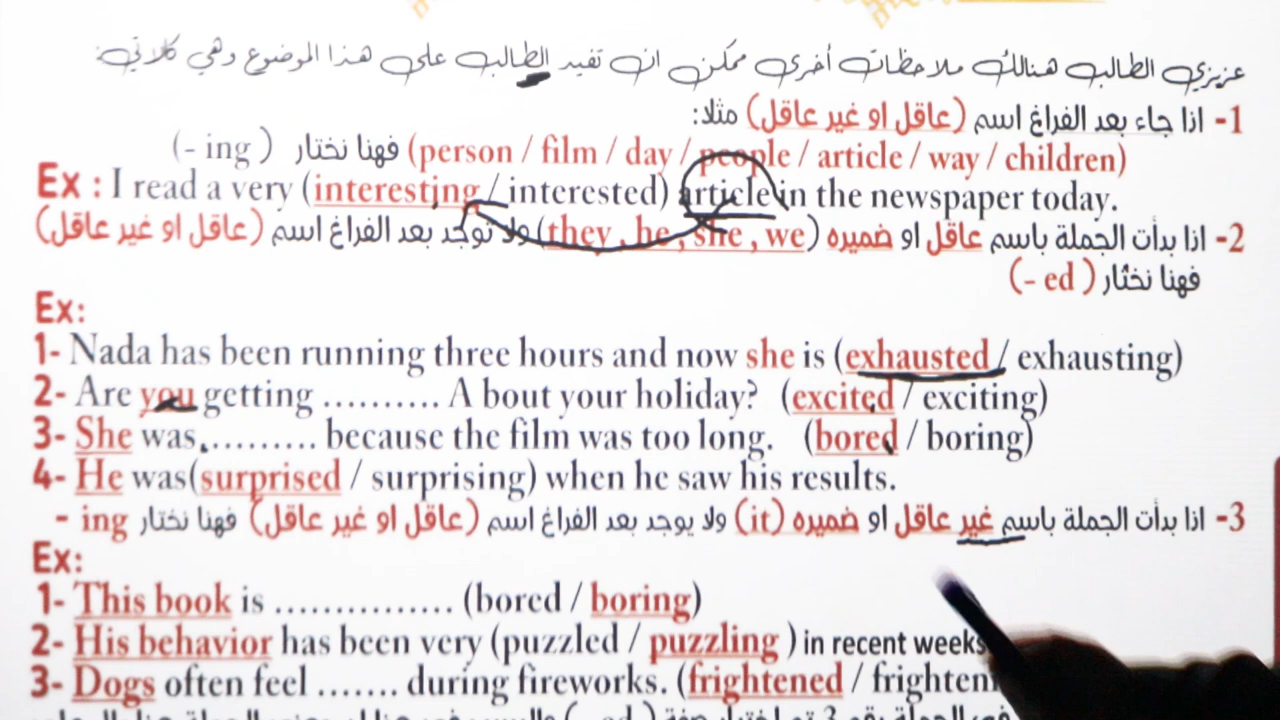 عزيزي الطالب هنالك ملاحظات أخرى ممكن ان تفيد الطالب على هذا الموضوع وهي كالاتي:
1- اذا جاء بعد الفراغ اسم (عاقل او غير عاقل) مثلا:
(person / film / day / people / article / way / children) فهنا نختار ( ing -)
Ex : I read a very (interesting / interested) article in the newspaper today.
2- اذا بدأت الجملة باسم عاقل او ضميره (they , he , she , we) ولا توجد بعد الفراغ اسم (عاقل او غير عاقل)
فهنا نختار ( ed -)
Ex:
1- Nada has been running three hours and now she is (exhausted / exhausting)
2- Are you getting .......... A bout your holiday? (excited / exciting)
3- She was .......... because the film was too long. (bored / boring)
4- He was(surprised / surprising) when he saw his results.
3- اذا بدأت الجملة باسم غير عاقل او ضميره (it) ولا يوجد بعد الفراغ اسم (عاقل او غير عاقل) فهنا نختار ing -
Ex:
1- This book is ............... (bored / boring)
2- His behavior has been very (puzzled / puzzling ) in recent weeks
3- Dogs often feel ....... during fireworks. (frightened /